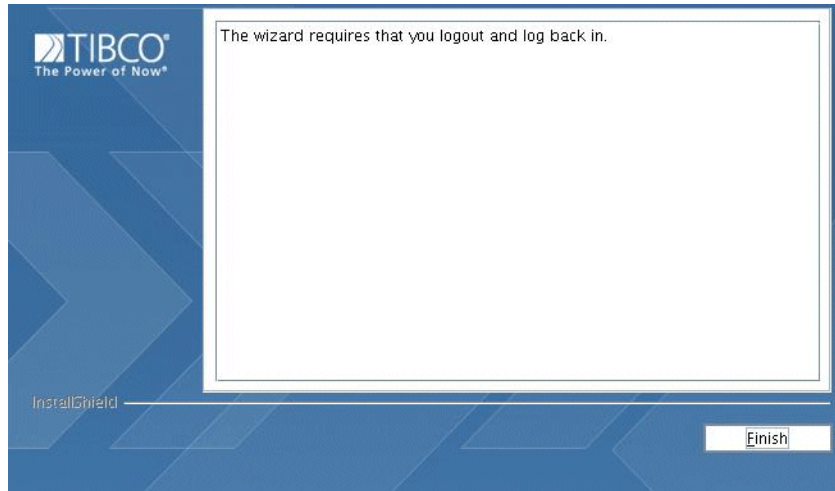 TIBCO®
The Power of Now®
The wizard requires that you logout and log back in.
InstallShield
Finish